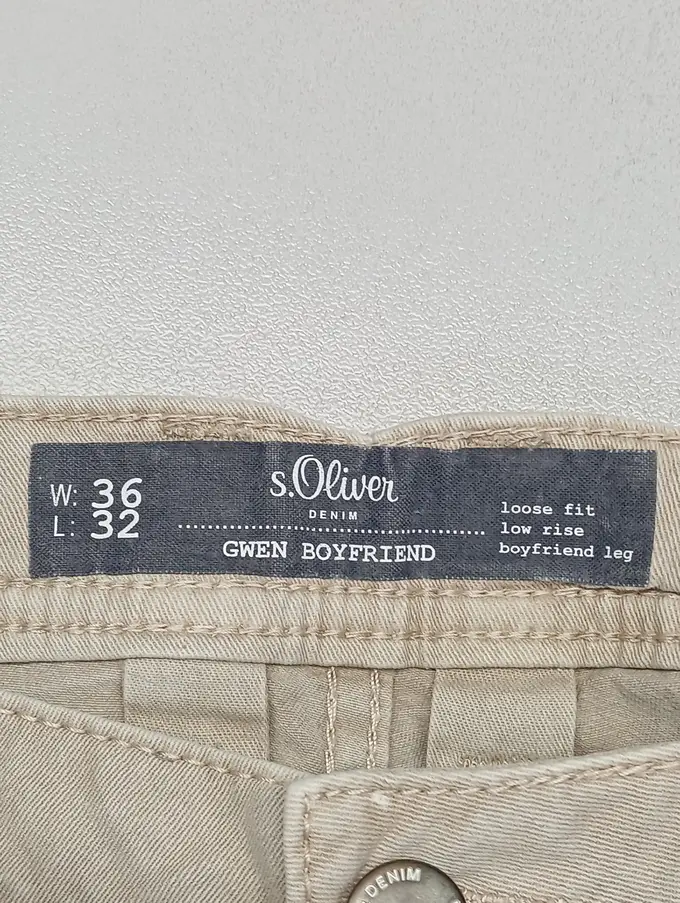 W: 36
L: 32
s.Oliver
DENIM
GWEN BOYFRIEND
loose fit
low rise
boyfriend leg
DENIM